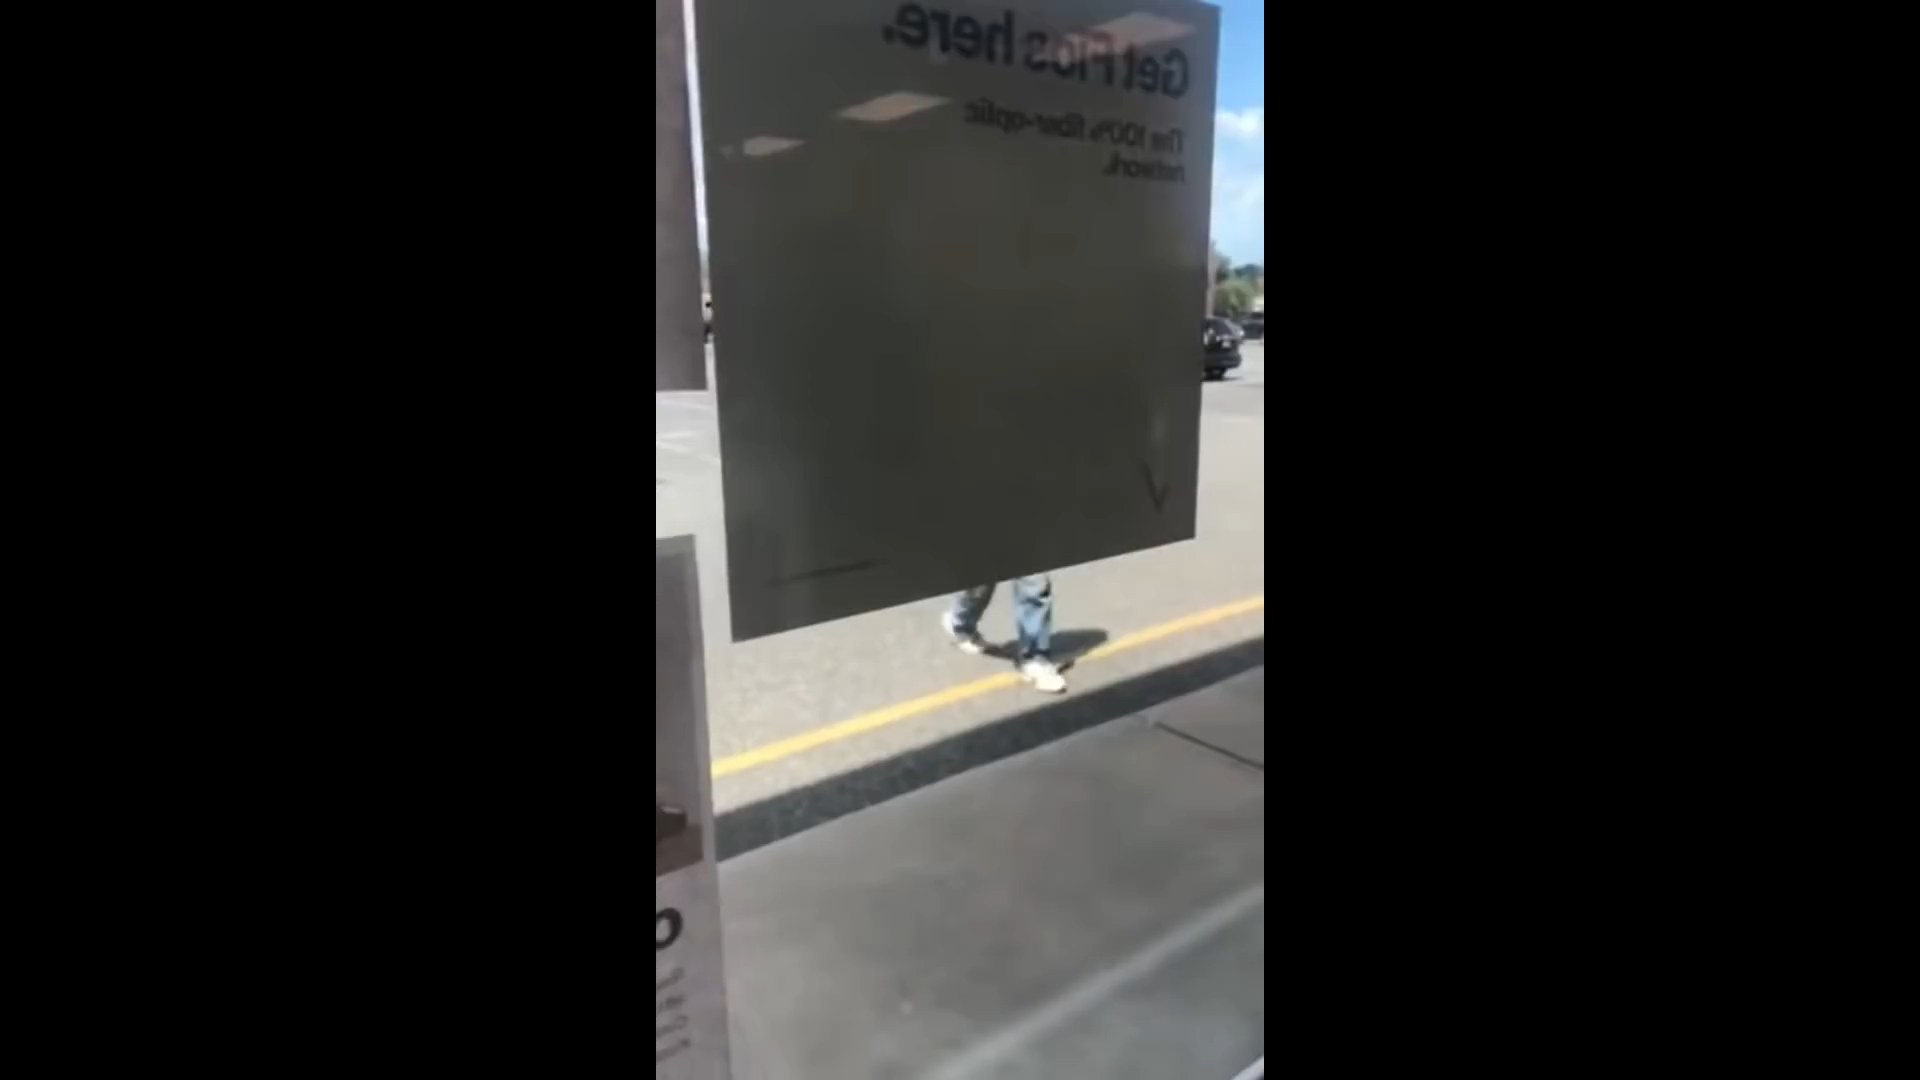 Get Fios here.
The 100% fiber-optic
network.